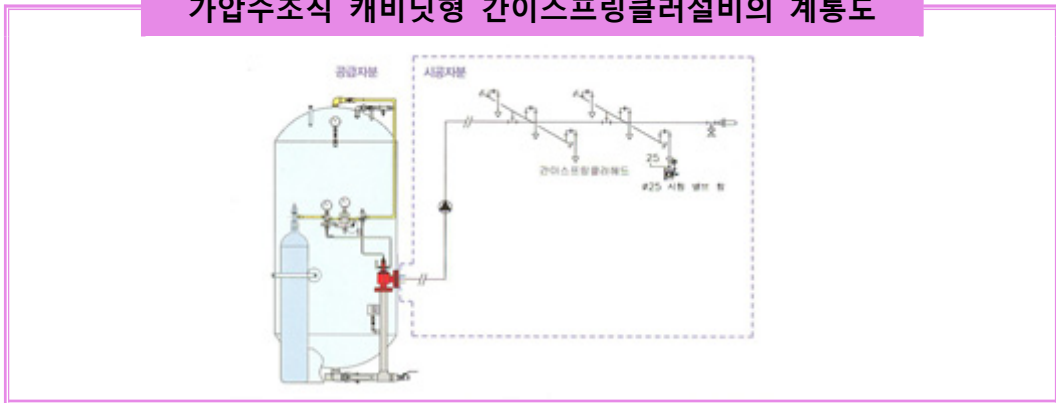 가압수조식 캐비닛형 간이스프링클러설비의 계통도
공급자분
시공자분
간이스프링클러헤드
25
ø25 시험 밸브 함